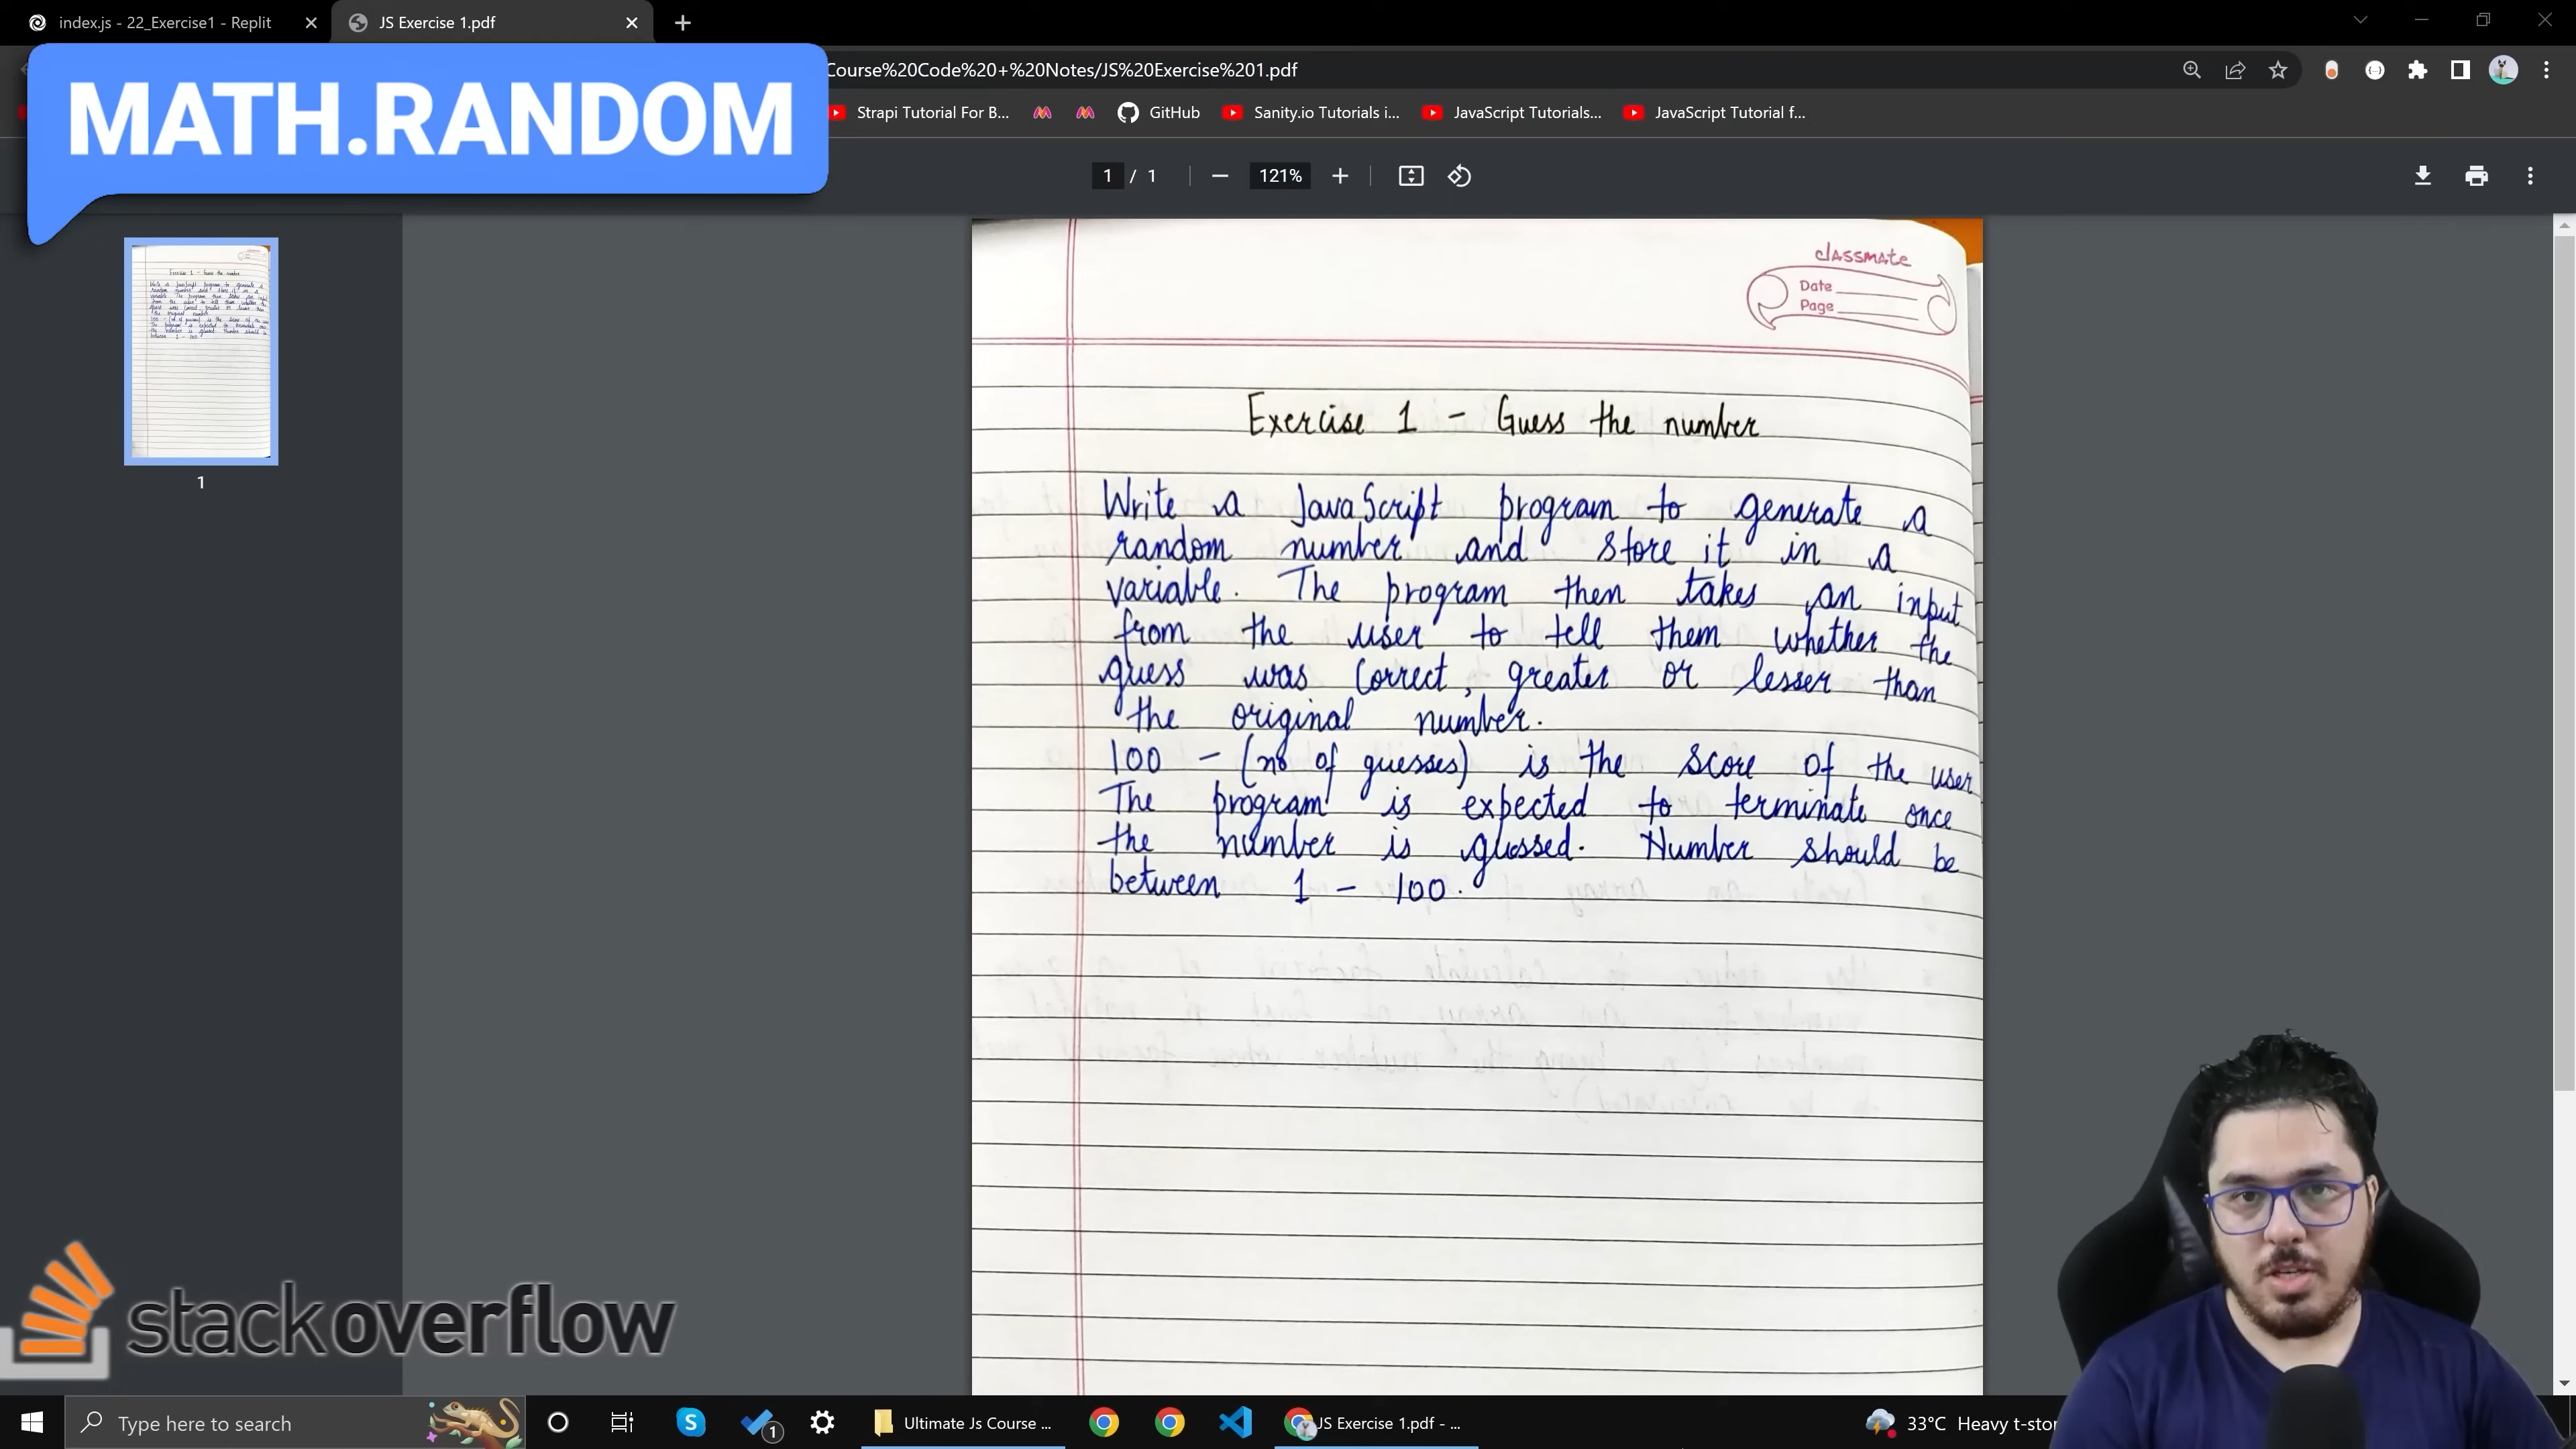 index.js - 22_Exercise1 - Replit
JS Exercise 1.pdf
MATH.RANDOM
Course%20Code%20+%20Notes/JS%20Exercise%201.pdf
Strapi Tutorial For B...
GitHub
Sanity.io Tutorials i...
JavaScript Tutorials...
JavaScript Tutorial f...
1 / 1
121%
classmate
Date
Page
Exercise 1 - Guess the number
Write a JavaScript program to generate a
random number and store it in a
variable. The program then takes an input
from the user to tell them whether the
guess was correct, greater or lesser than
the original number.
100 - (no of guesses) is the score of the user
The program is expected to terminate once
the number is guessed. Number should be
between 1 - 100.
1
stackoverflow
Type here to search
1
Ultimate Js Course ...
JS Exercise 1.pdf - ...
33°C Heavy t-stor